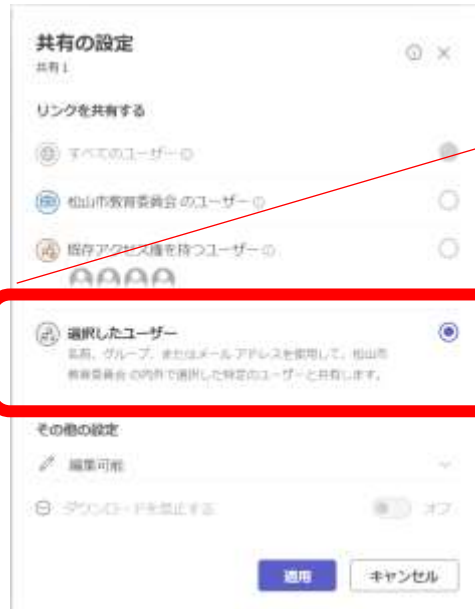 共有の設定
共有1
リンクを共有する
すべてのユーザー
松山市教育委員会 のユーザー
既存アクセス権を持つユーザー
選択したユーザー
名前、グループ、またはメール アドレスを使用して、松山市
教育委員会 の内外で選択した特定のユーザーと共有します。
その他の設定
編集可能
ダウンロードを禁止する オフ
適用 キャンセル